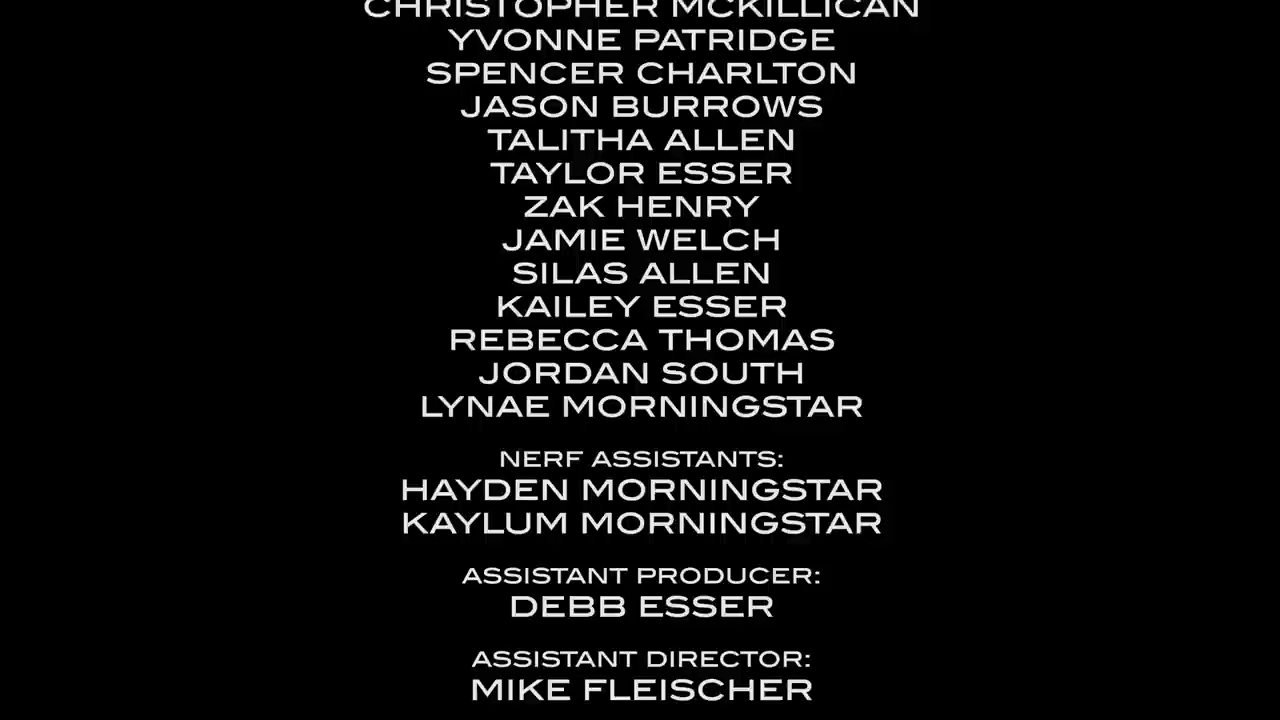 CHRISTOPHER MCKILLICAN
YVONNE PATRIDGE
SPENCER CHARLTON
JASON BURROWS
TALITHA ALLEN
TAYLOR ESSER
ZAK HENRY
JAMIE WELCH
SILAS ALLEN
KAILEY ESSER
REBECCA THOMAS
JORDAN SOUTH
LYNAE MORNINGSTAR
NERF ASSISTANTS:
HAYDEN MORNINGSTAR
KAYLUM MORNINGSTAR
ASSISTANT PRODUCER:
DEBB ESSER
ASSISTANT DIRECTOR:
MIKE FLEISCHER